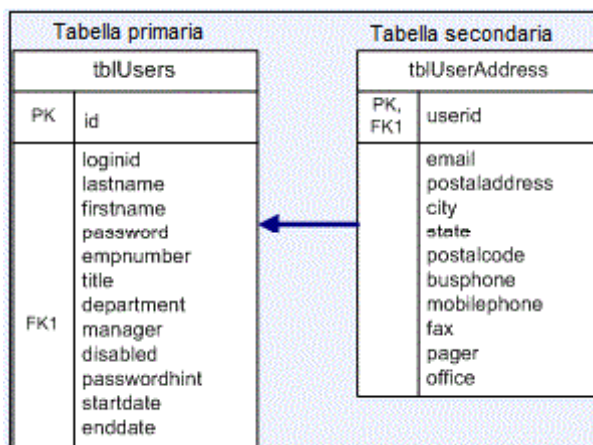 Tabella primaria
tblUsers
PK id
loginid
lastname
firstname
password
empnumber
title
department
FK1 manager
disabled
passwordhint
startdate
enddate
Tabella secondaria
tblUserAddress
PK, FK1 userid
email
postaladdress
city
state
postalcode
busphone
mobilephone
fax
pager
office